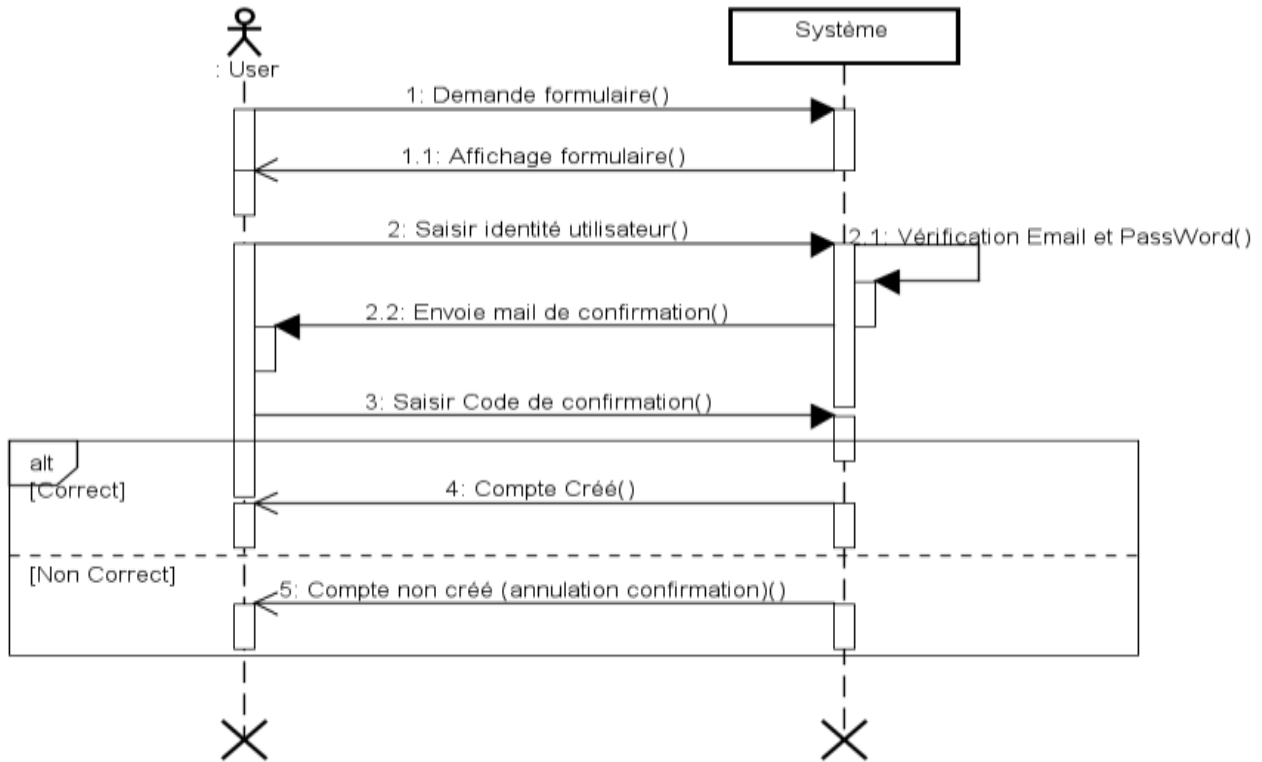 : User
Système
1: Demande formulaire()
1.1: Affichage formulaire()
2: Saisir identité utilisateur()
2.1: Vérification Email et PassWord()
2.2: Envoie mail de confirmation()
3: Saisir Code de confirmation()
alt
[Correct]
4: Compte Créé()
[Non Correct]
5: Compte non créé (annulation confirmation)()